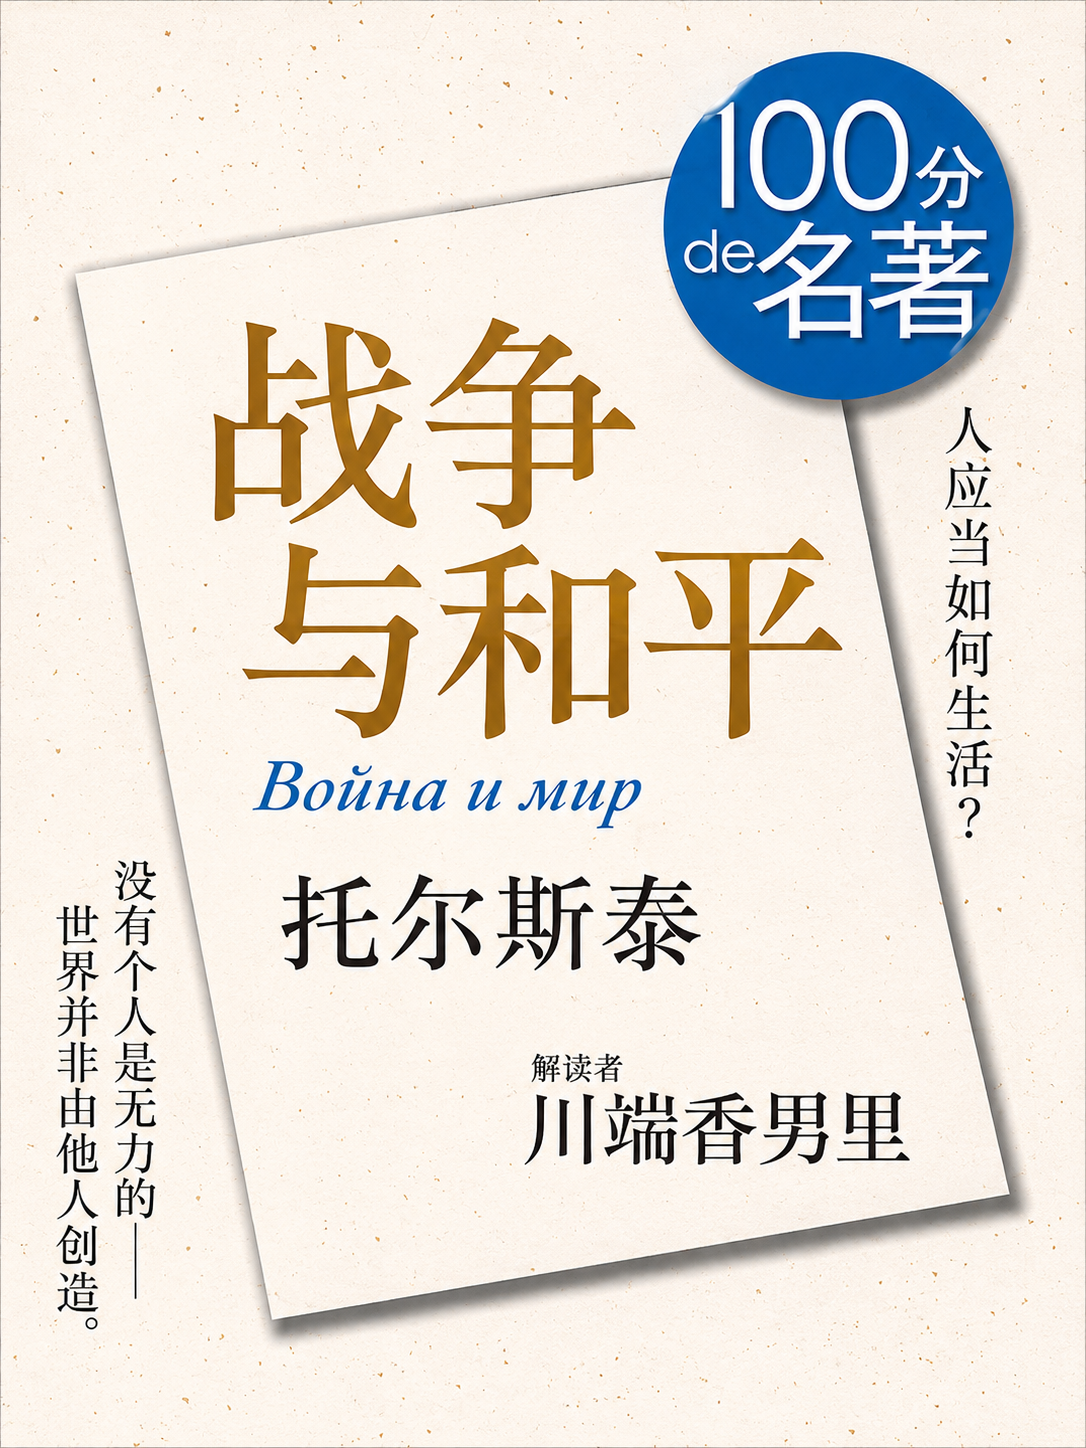 100分
de名著
人应当如何生活？
战争
与和平
Война и мир
托尔斯泰
解读者
川端香男里
没有个人是无力的——
世界并非由他人创造。